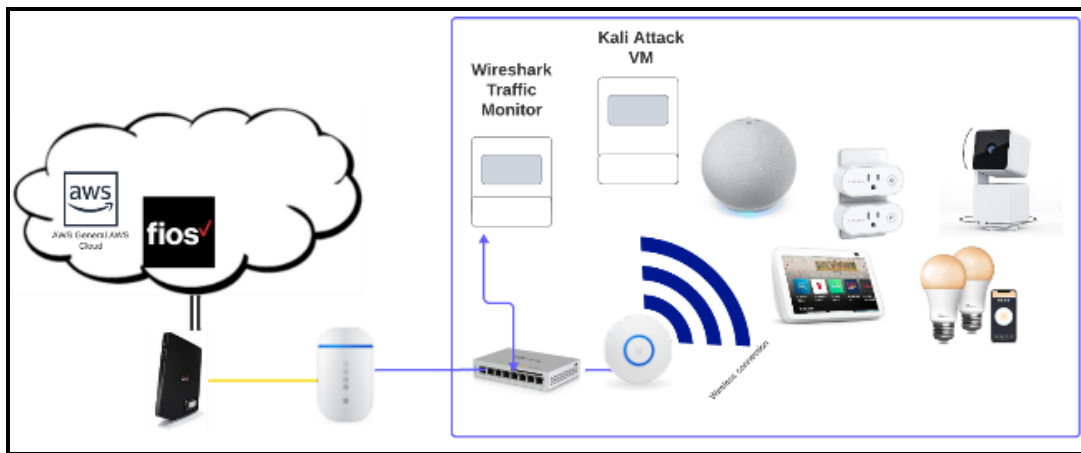 Kali Attack
VM
Wireshark
Traffic
Monitor
aws
AWS General AWS
Cloud
fios
Wireless connection